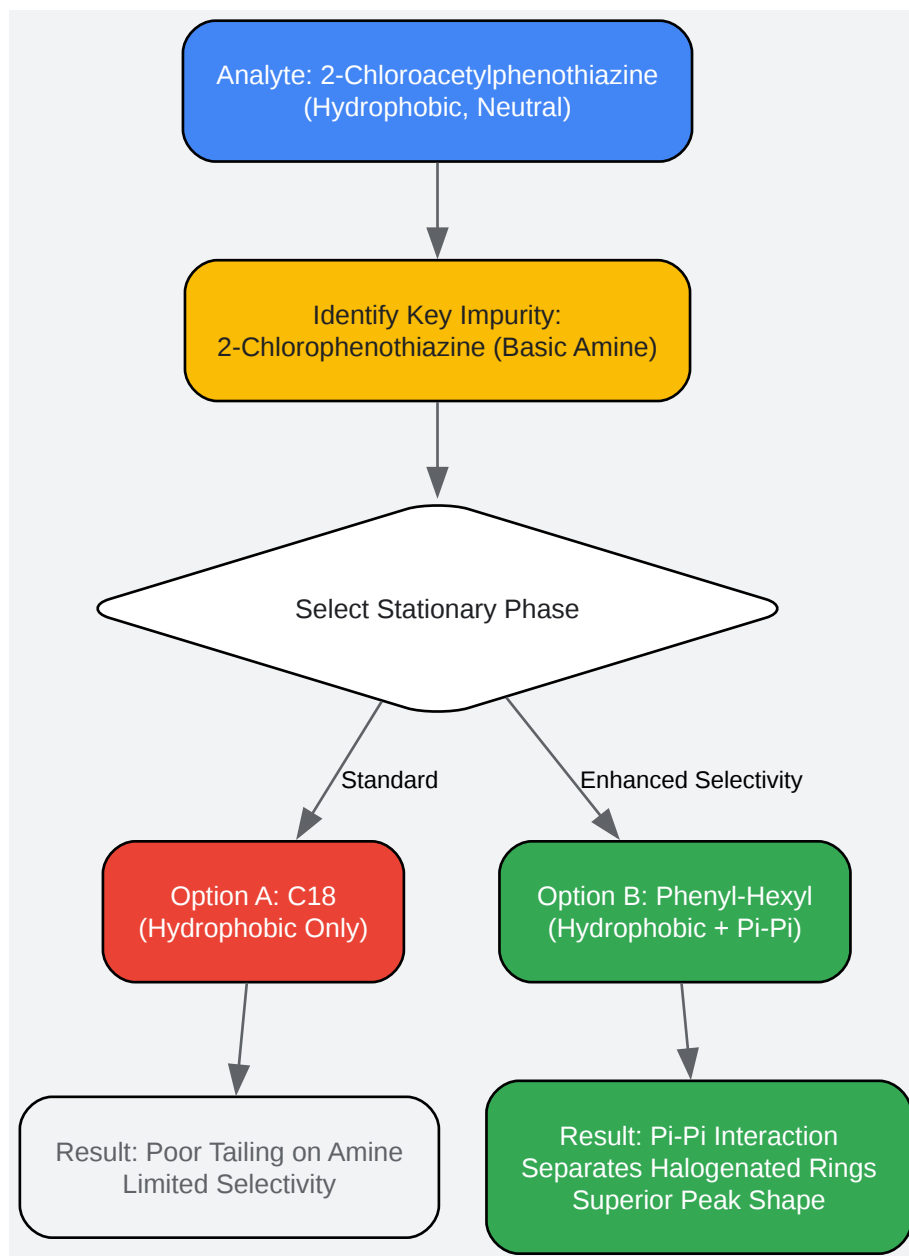 Analyte: 2-Chloroacetylphenothiazine
(Hydrophobic, Neutral)
Identify Key Impurity:
2-Chlorophenothiazine (Basic Amine)
Select Stationary Phase
Standard
Enhanced Selectivity
Option A: C18
(Hydrophobic Only)
Option B: Phenyl-Hexyl
(Hydrophobic + Pi-Pi)
Result: Poor Tailing on Amine
Limited Selectivity
Result: Pi-Pi Interaction
Separates Halogenated Rings
Superior Peak Shape